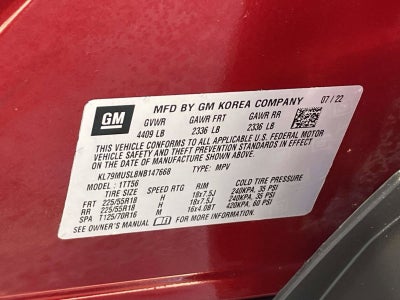 GM
MFD BY GM KOREA COMPANY 07/22
GVWR GAWR FRT GAWR RR
4409 LB 2336 LB 2336 LB
THIS VEHICLE CONFORMS TO ALL APPLICABLE U.S. FEDERAL MOTOR
VEHICLE SAFETY AND THEFT PREVENTION STANDARDS IN EFFECT
ON THE DATE OF MANUFACTURE SHOWN ABOVE.
KL79MUSLBNB147668 TYPE: MPV
MODEL: 1TT56
TIRE SIZE SPEED RTG RIM COLD TIRE PRESSURE
FRT 225/55R18 H 18x7.5J 240KPA, 35 PSI
RR 225/55R18 H 18x7.5J 240KPA, 35 PSI
SPA T125/70R16 M 16x4.0BT 420KPA, 60 PSI
SEE OWNER'S MANUAL OR FOR MORE INFORMATION.